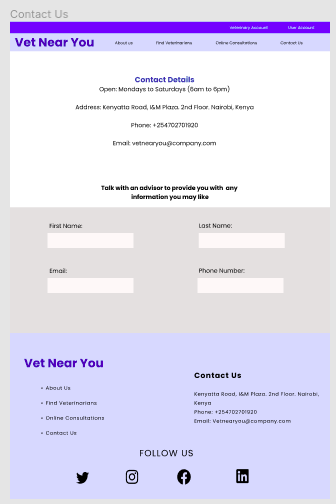 Contact Us
Veterinary Account User Account
Vet Near You About us Find Veterinarians Online Consultations Contact Us
Contact Details
Open: Mondays to Saturdays (6am to 6pm)
Address: Kenyatta Road, I&M Plaza. 2nd Floor. Nairobi, Kenya
Phone: +254702701920
Email: vetnearyou@company.com
Talk with an advisor to provide you with any
information you may like
First Name: Last Name:
Email: Phone Number:
Vet Near You
• About Us
• Find Veterinarians
• Online Consultations
• Contact Us
Contact Us
Kenyatta Road, I&M Plaza. 2nd Floor. Nairobi,
Kenya
Phone: +254702701920
Email: Vetnearyou@company.com
FOLLOW US